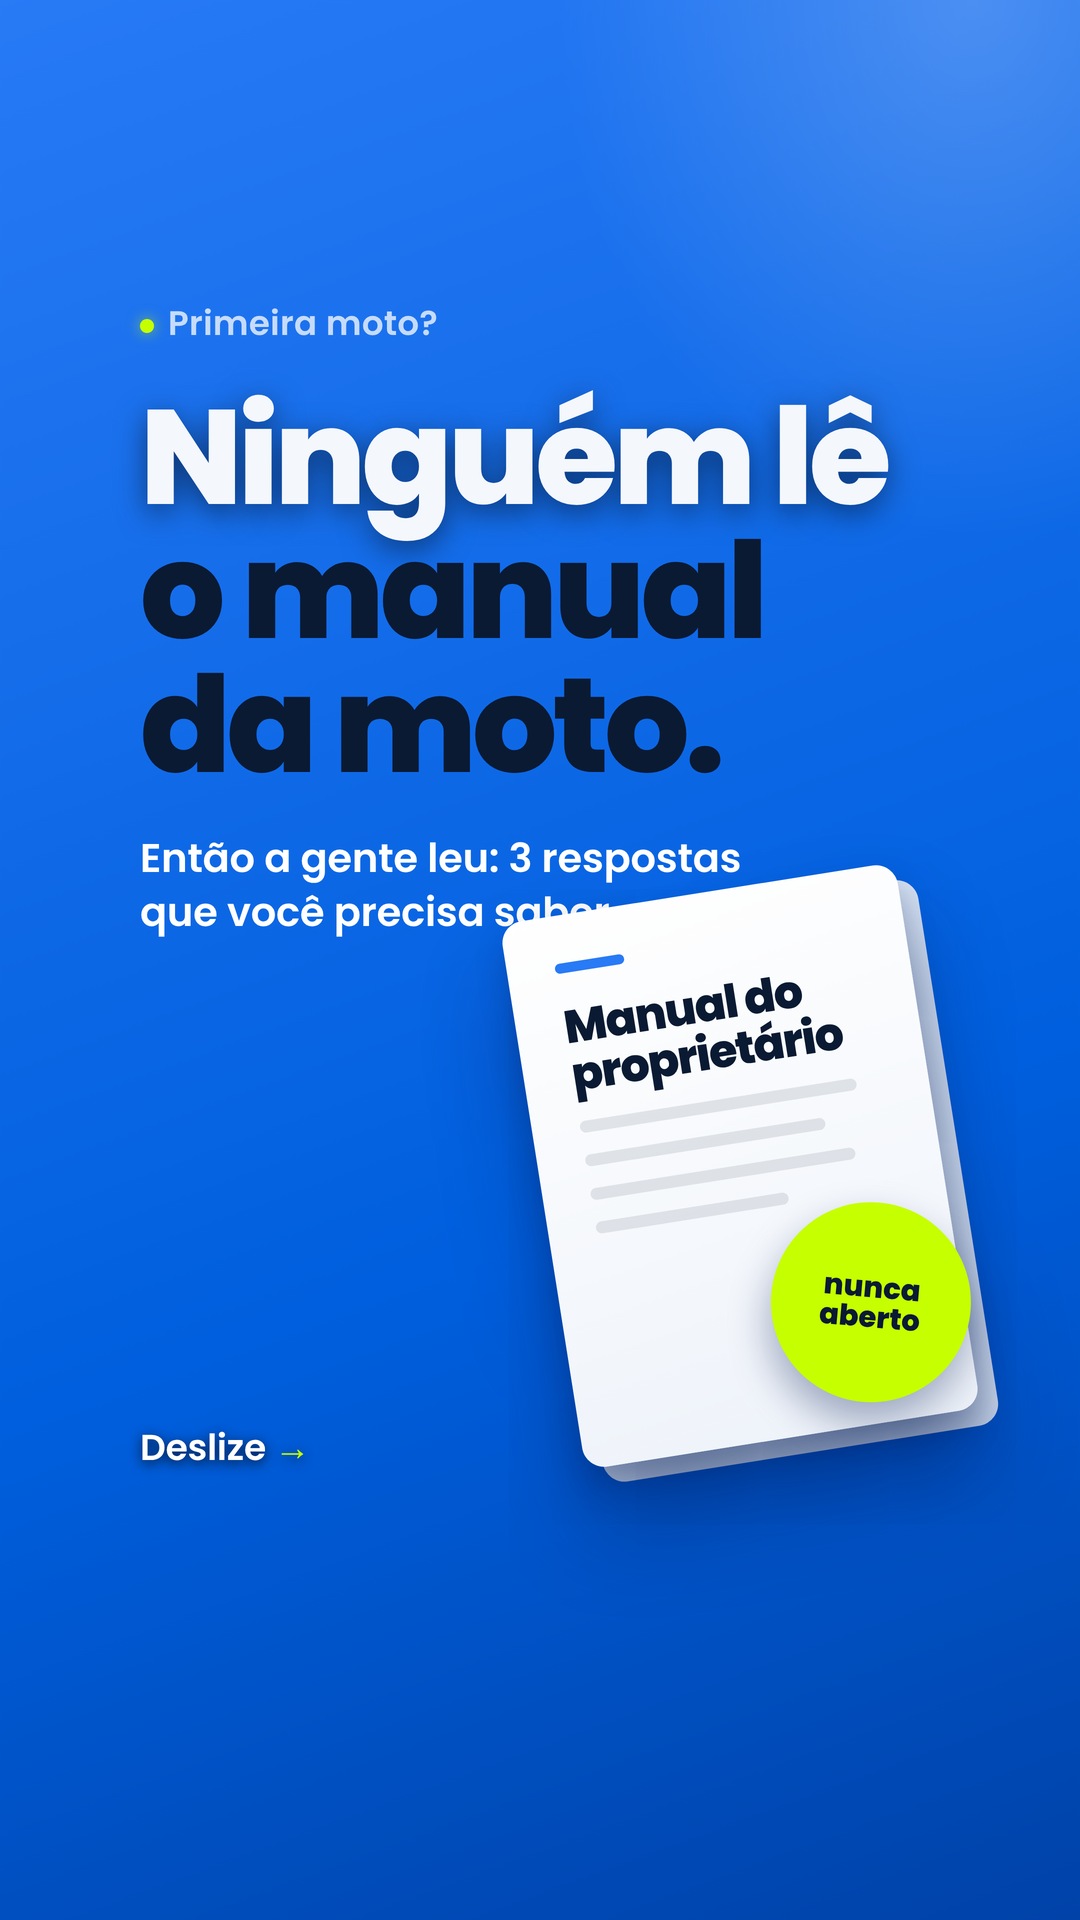 Primeira moto?
Ninguém lê
o manual
da moto.
Então a gente leu: 3 respostas
que você precisa saber
Manual do
proprietário
nunca
aberto
Deslize →